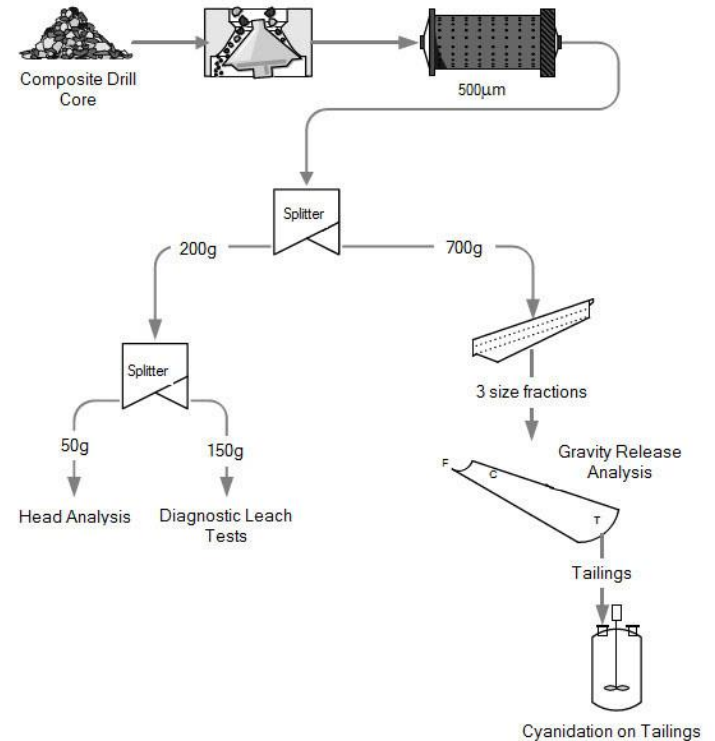 Composite Drill
Core
500µm
Splitter
200g
700g
Splitter
3 size fractions
50g
150g
Gravity Release
Analysis
F
C
T
Head Analysis
Diagnostic Leach
Tests
Tailings
Cyanidation on Tailings